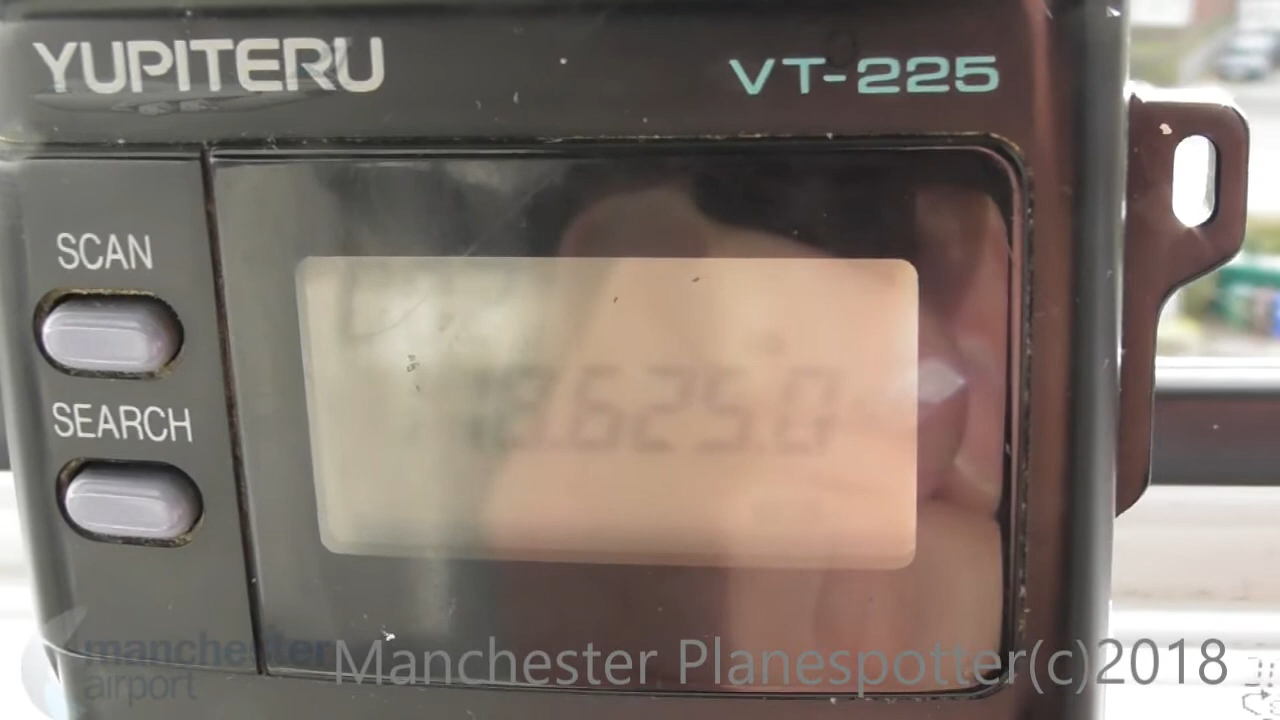 YUPITERU
VT-225
SCAN
SEARCH
manchester
airport
Manchester Planespotter(c)2018